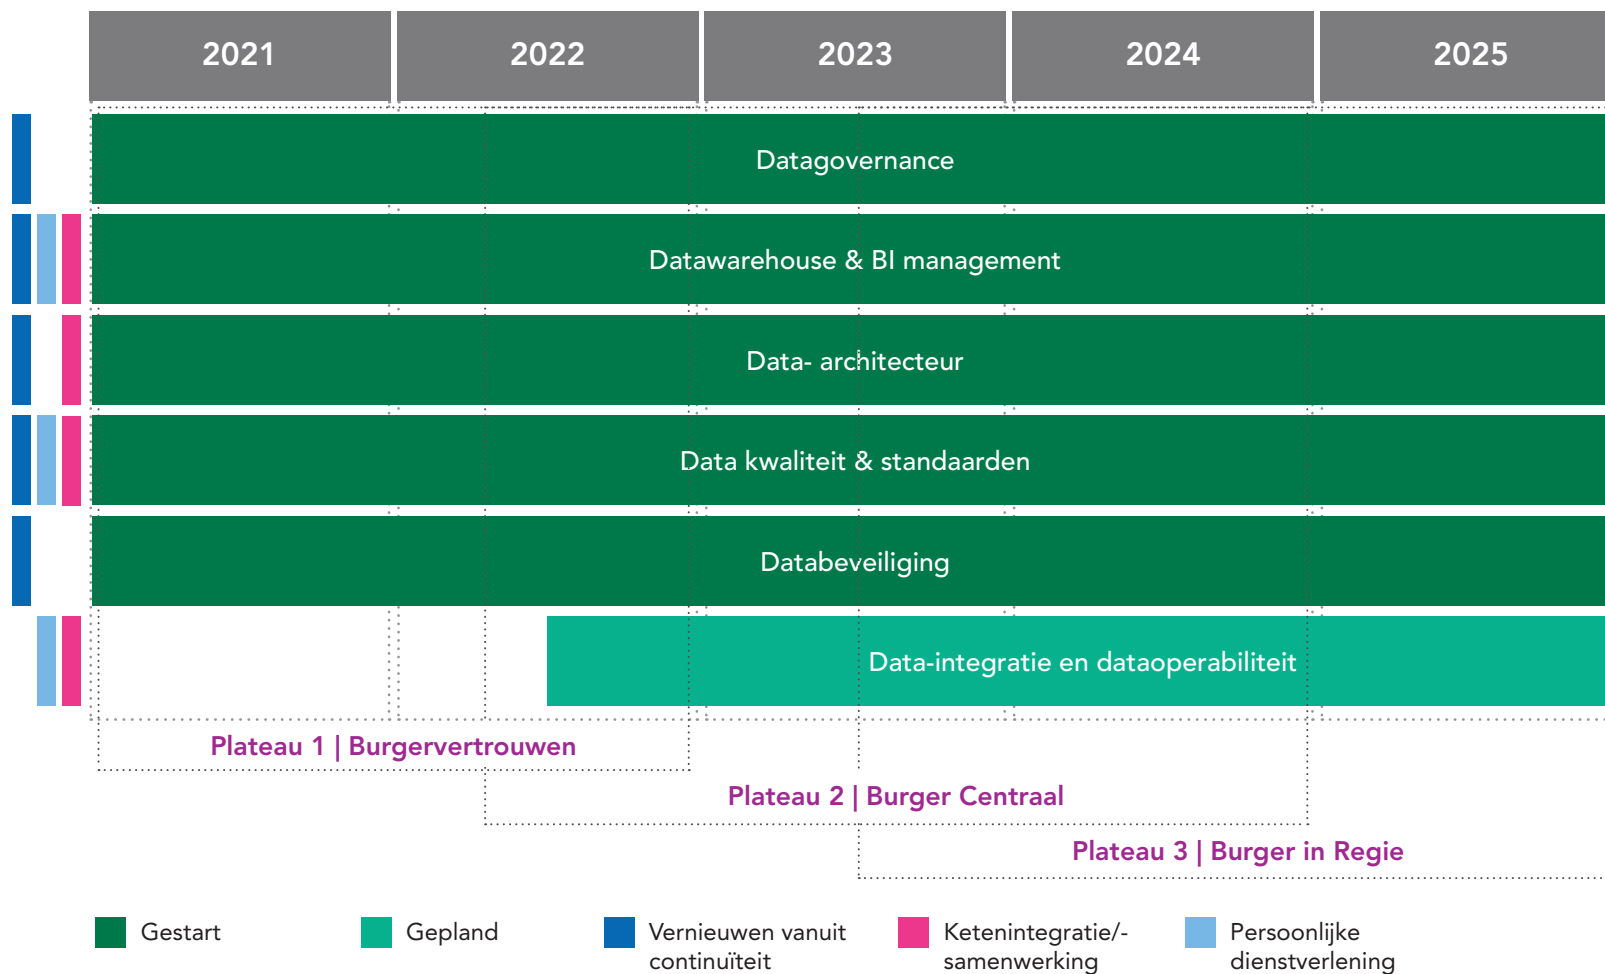 2021 2022 2023 2024 2025
Datagovernance
Datawarehouse & BI management
Data- architecteur
Data kwaliteit & standaarden
Databeveiliging
Data-integratie en dataoperabiliteit
Plateau 1 | Burgervertrouwen
Plateau 2 | Burger Centraal
Plateau 3 | Burger in Regie
Gestart
Gepland
Vernieuwen vanuit
continuïteit
Ketenintegratie/-
samenwerking
Persoonlijke
dienstverlening